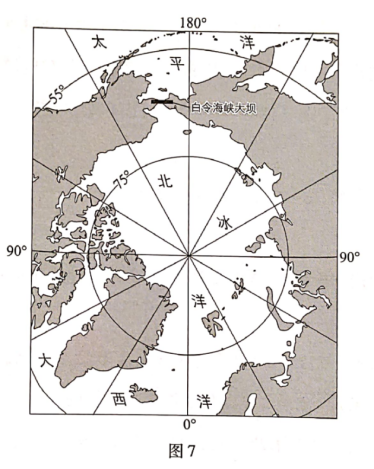 180°
太 平 洋
55°
白令海峡大坝
75°
北 冰 洋
90° 90°
大 西 洋
0°
图7